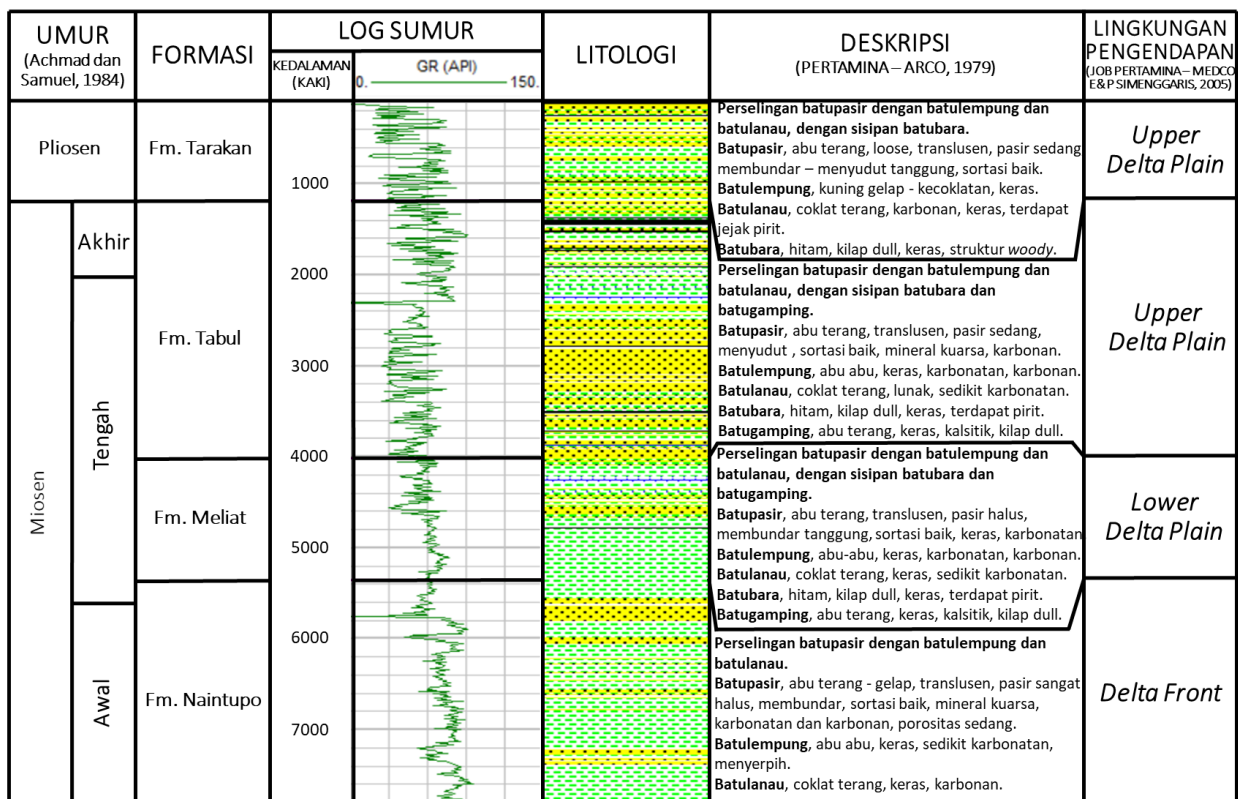 UMUR
(Achmad dan
Samuel, 1984)
FORMASI
LOG SUMUR
KEDALAMAN
(KAKI)
GR (API)
0.
150.
LITOLOGI
DESKRIPSI
(PERTAMINA – ARCO, 1979)
LINGKUNGAN
PENGENDAPAN
(JOB PERTAMINA – MEDCO
E&P SIMENGGARIS, 2005)
Pliosen
Miosen
Akhir
Tengah
Awal
Fm. Tarakan
Fm. Tabul
Fm. Meliat
Fm. Naintupo
1000
2000
3000
4000
5000
6000
7000
Perselingan batupasir dengan batulempung dan
batulanau, dengan sisipan batubara.
Batupasir, abu terang, loose, translusen, pasir sedang
membundar – menyudut tanggung, sortasi baik.
Batulempung, kuning gelap - kecoklatan, keras.
Batulanau, coklat terang, karbonan, keras, terdapat
jejak pirit.
Batubara, hitam, kilap dull, keras, struktur woody.
Perselingan batupasir dengan batulempung dan
batulanau, dengan sisipan batubara dan
batugamping.
Batupasir, abu terang, translusen, pasir sedang,
menyudut , sortasi baik, mineral kuarsa, karbonan.
Batulempung, abu abu, keras, karbonatan, karbonan.
Batulanau, coklat terang, lunak, sedikit karbonatan.
Batubara, hitam, kilap dull, keras, terdapat pirit.
Batugamping, abu terang, keras, kalsitik, kilap dull.
Perselingan batupasir dengan batulempung dan
batulanau, dengan sisipan batubara dan
batugamping.
Batupasir, abu terang, translusen, pasir halus,
membundar tanggung, sortasi baik, keras, karbonatan
Batulempung, abu-abu, keras, karbonatan, karbonan.
Batulanau, coklat terang, keras, sedikit karbonatan.
Batubara, hitam, kilap dull, keras, terdapat pirit.
Batugamping, abu terang, keras, kalsitik, kilap dull.
Perselingan batupasir dengan batulempung dan
batulanau.
Batupasir, abu terang - gelap, translusen, pasir sangat
halus, membundar, sortasi baik, mineral kuarsa,
karbonatan dan karbonan, porositas sedang.
Batulempung, abu abu, keras, sedikit karbonatan,
menyerpih.
Batulanau, coklat terang, keras, karbonan.
Upper
Delta Plain
Upper
Delta Plain
Lower
Delta Plain
Delta Front